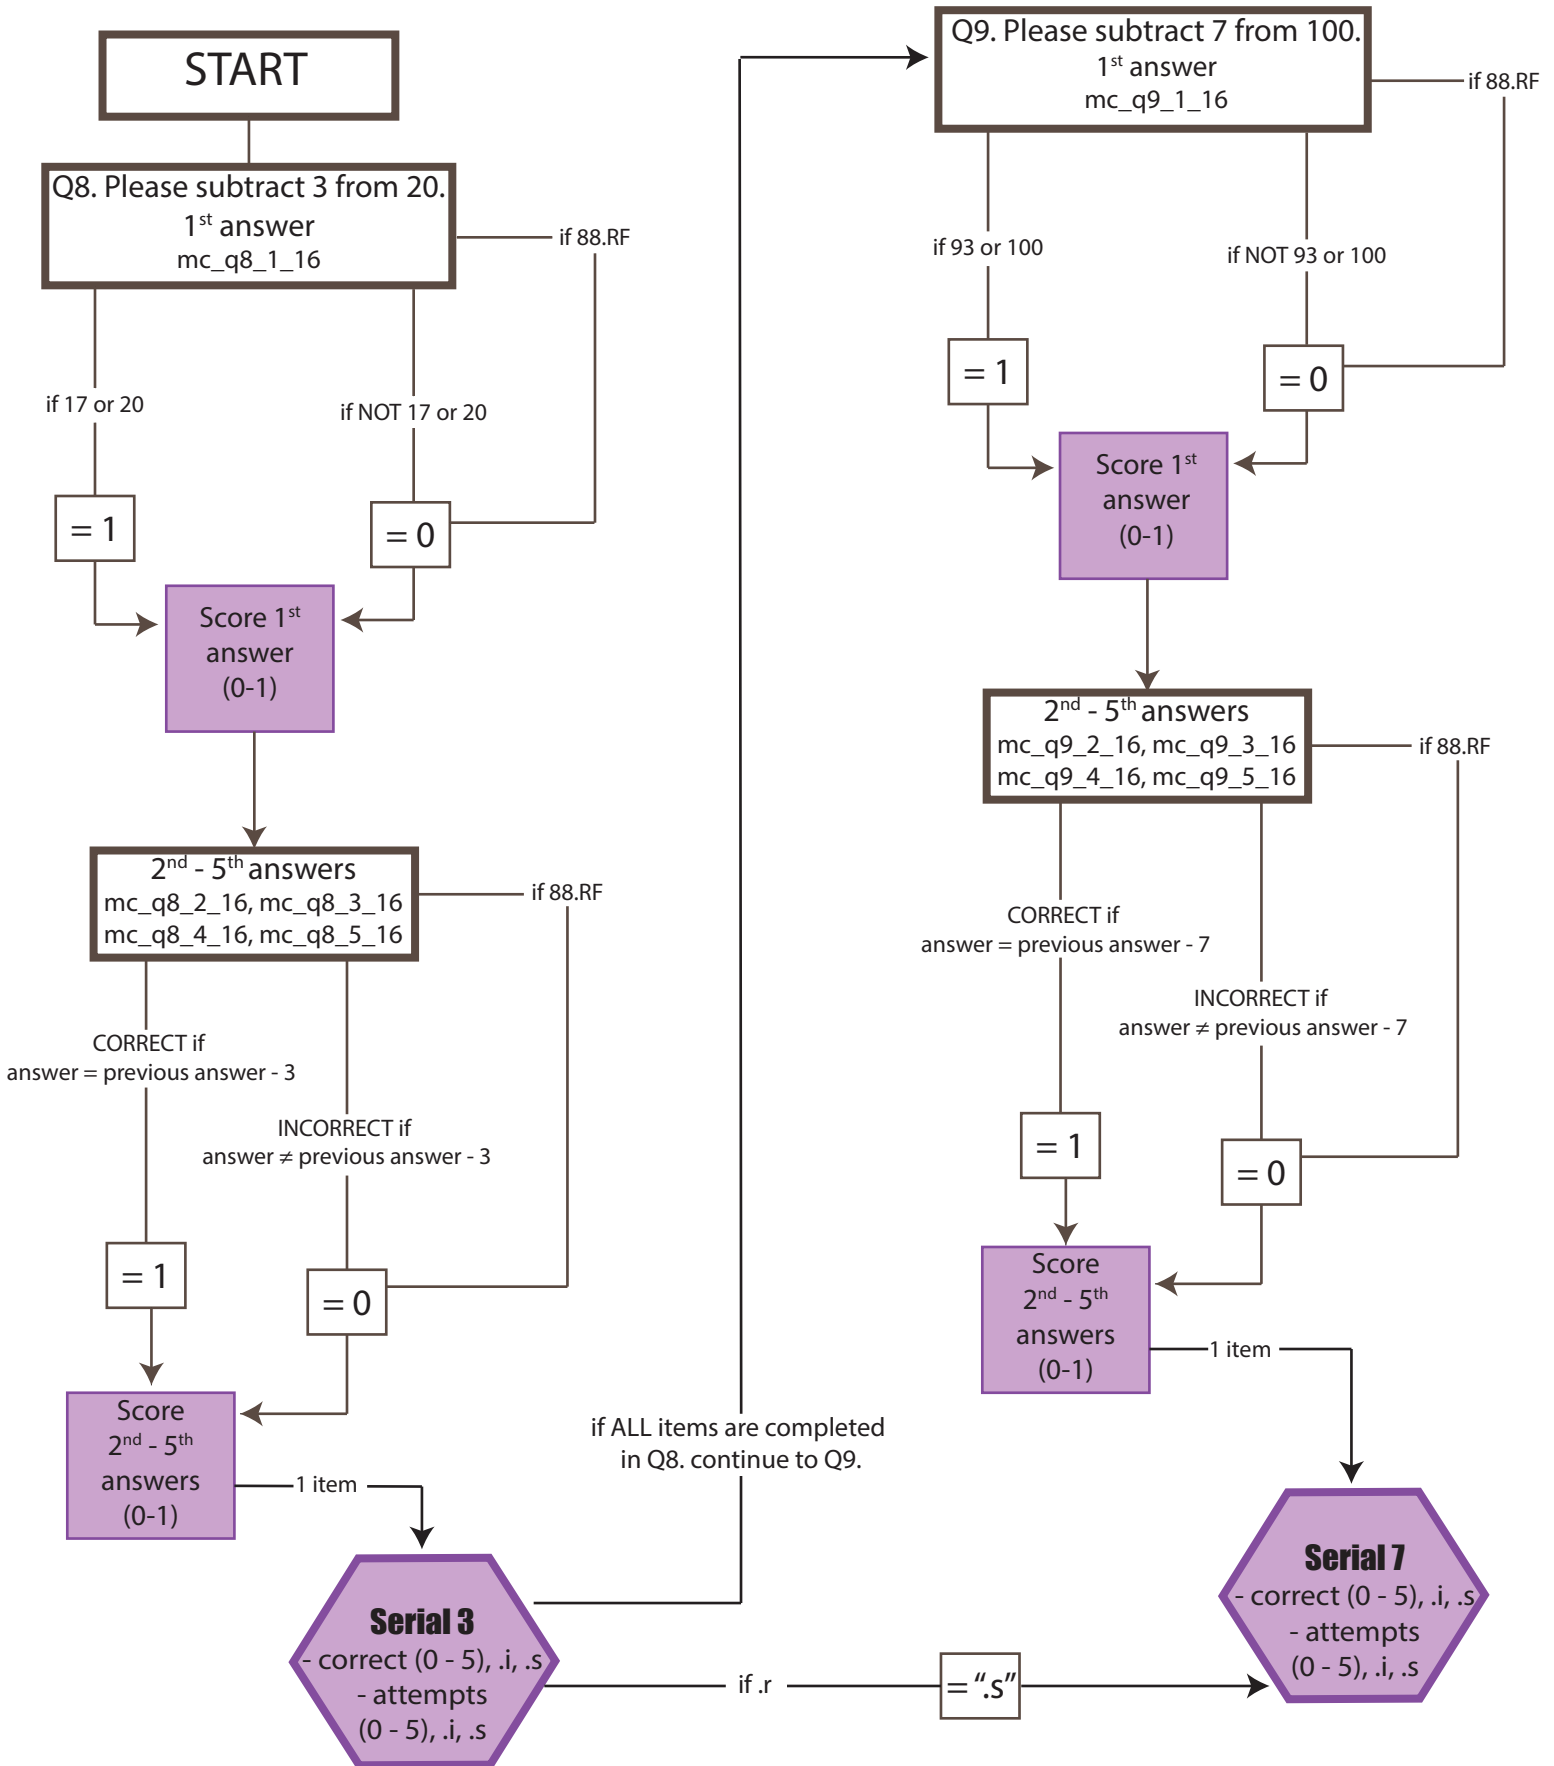 START
Q8. Please subtract 3 from 20.
1st answer
mc_q8_1_16
if 88.RF
if 17 or 20
if NOT 17 or 20
= 1
= 0
Score 1st
answer
(0-1)
2nd - 5th answers
mc_q8_2_16, mc_q8_3_16
mc_q8_4_16, mc_q8_5_16
if 88.RF
CORRECT if
answer = previous answer - 3
INCORRECT if
answer ≠ previous answer - 3
= 1
= 0
Score
2nd - 5th
answers
(0-1)
1 item
Serial 3
- correct (0 - 5), .i, .s
- attempts
(0 - 5), .i, .s
if ALL items are completed
in Q8. continue to Q9.
if .r
= “.s”
Q9. Please subtract 7 from 100.
1st answer
mc_q9_1_16
if 88.RF
if 93 or 100
if NOT 93 or 100
= 1
= 0
Score 1st
answer
(0-1)
2nd - 5th answers
mc_q9_2_16, mc_q9_3_16
mc_q9_4_16, mc_q9_5_16
if 88.RF
CORRECT if
answer = previous answer - 7
INCORRECT if
answer ≠ previous answer - 7
= 1
= 0
Score
2nd - 5th
answers
(0-1)
1 item
Serial 7
- correct (0 - 5), .i, .s
- attempts
(0 - 5), .i, .s